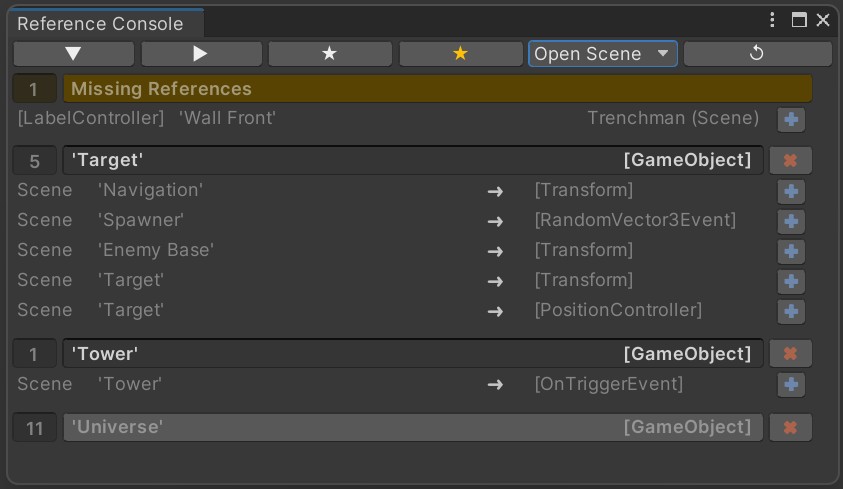 Reference Console
Open Scene
1 Missing References
[LabelController] 'Wall Front' Trenchman (Scene)
5 'Target' [GameObject]
Scene 'Navigation' → [Transform]
Scene 'Spawner' → [RandomVector3Event]
Scene 'Enemy Base' → [Transform]
Scene 'Target' → [Transform]
Scene 'Target' → [PositionController]
1 'Tower' [GameObject]
Scene 'Tower' → [OnTriggerEvent]
11 'Universe' [GameObject]